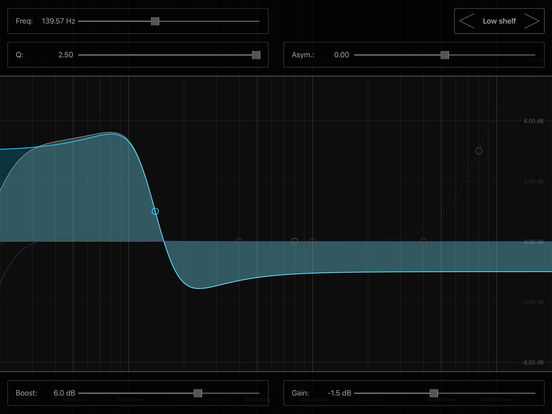 Freq: 139.57 Hz
Low shelf
Q: 2.50
Asym.: 0.00
6.00 dB
3.00 dB
0.00 dB
-3.00 dB
-6.00 dB
Boost: 6.0 dB
Gain: -1.5 dB